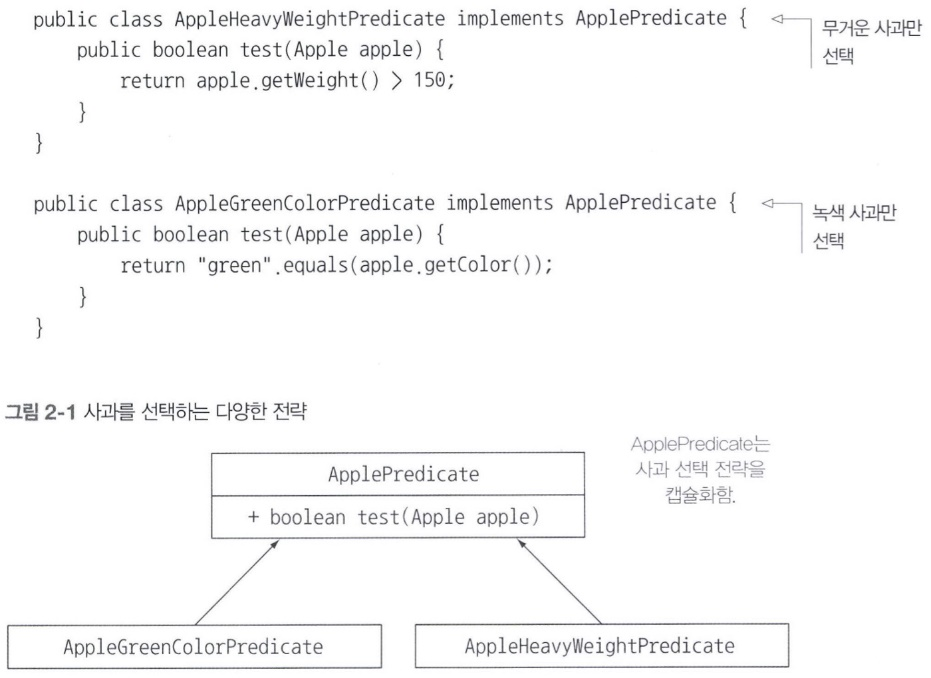 public class AppleHeavyWeightPredicate implements ApplePredicate {
무거운 사과만
선택
    public boolean test(Apple apple) {
        return apple.getWeight() > 150;
    }
}
public class AppleGreenColorPredicate implements ApplePredicate {
녹색 사과만
선택
    public boolean test(Apple apple) {
        return "green".equals(apple.getColor());
    }
}
그림 2-1 사과를 선택하는 다양한 전략
ApplePredicate는
사과 선택 전략을
캡슐화함.
ApplePredicate
+ boolean test(Apple apple)
AppleGreenColorPredicate
AppleHeavyWeightPredicate